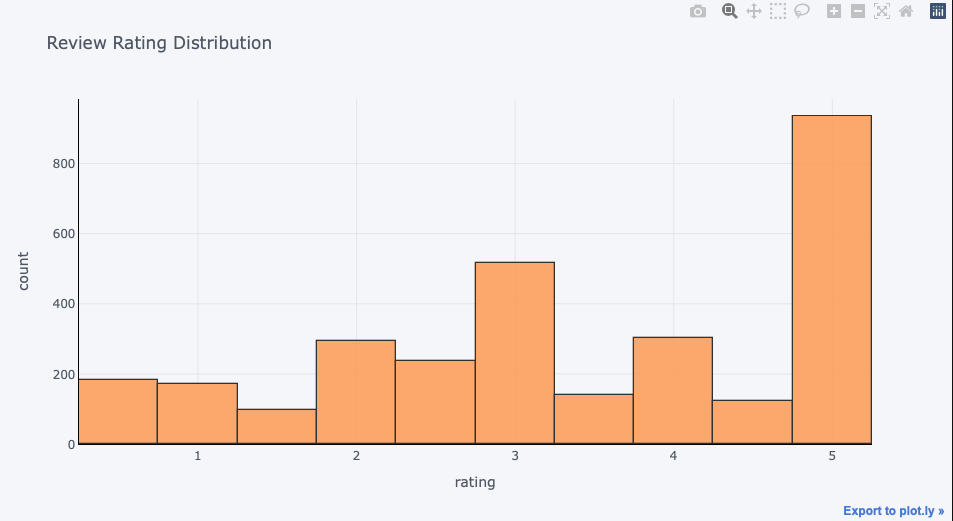 Review Rating Distribution
800
600
400
200
0
count
1 2 3 4 5
rating
Export to plot.ly »